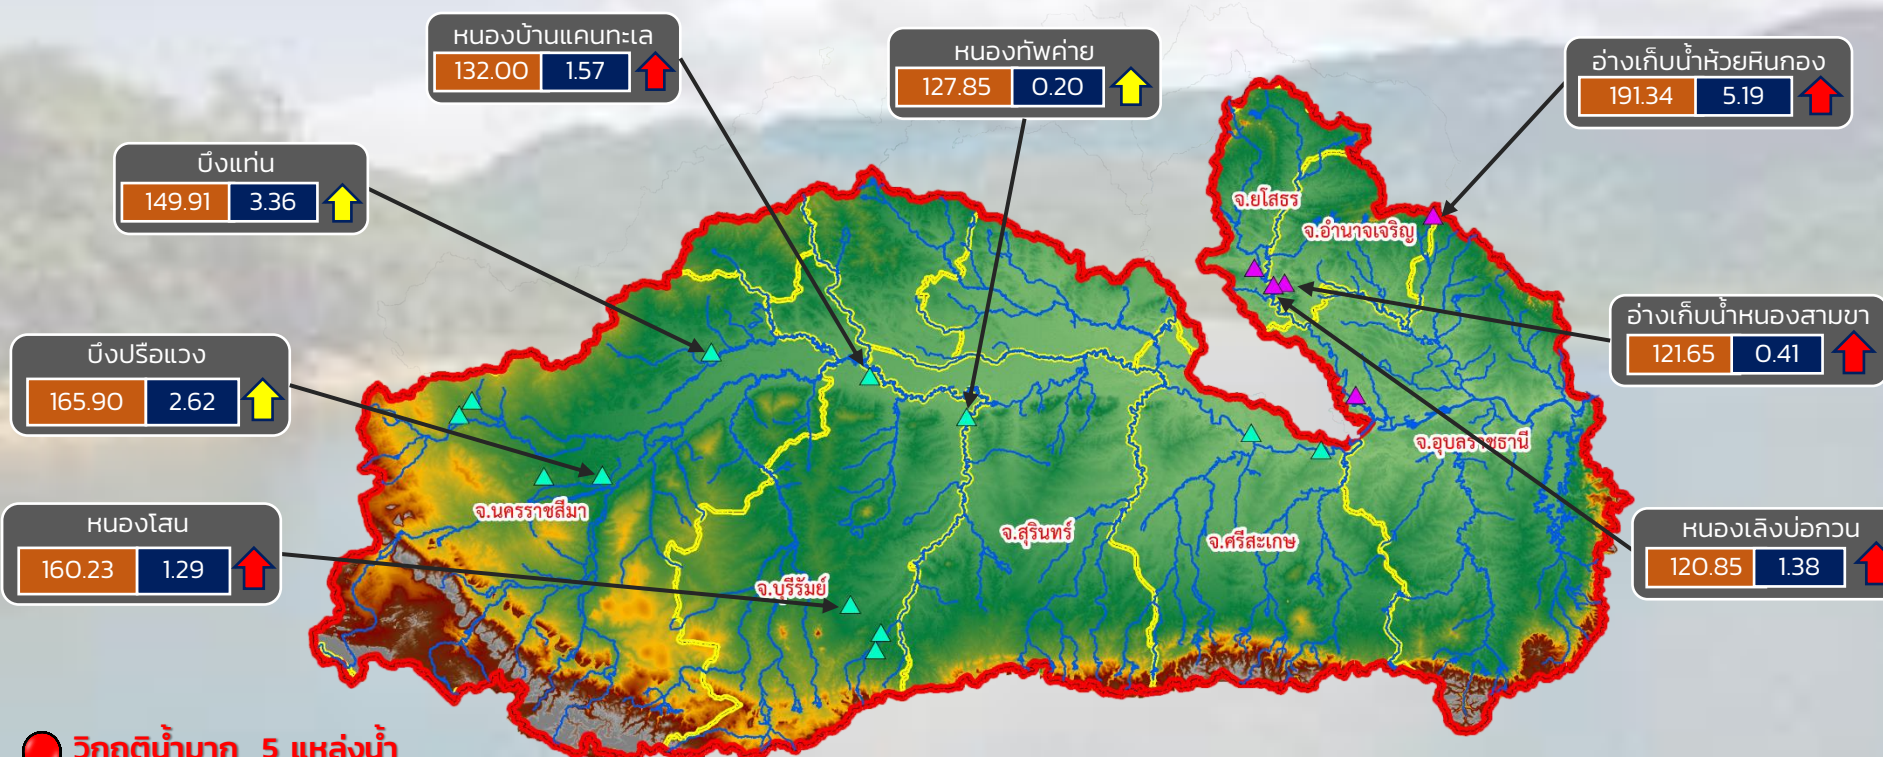 หนองบ้านแคนทะเล
132.00 1.57
หนองทัพค่าย
127.85 0.20
อ่างเก็บน้ำห้วยหินกอง
191.34 5.19
บึงแท่น
149.91 3.36
จ.ยโสธร
จ.อำนาจเจริญ
อ่างเก็บน้ำหนองสามขา
121.65 0.41
บึงปรือแวง
165.90 2.62
จ.อุบลราชธานี
จ.นครราชสีมา
หนองโสน
160.23 1.29
จ.สุรินทร์
จ.ศรีสะเกษ
หนองเลิงบ่อกวน
120.85 1.38
จ.บุรีรัมย์
วิกฤติน้ำมาก 5 แหล่งน้ำ